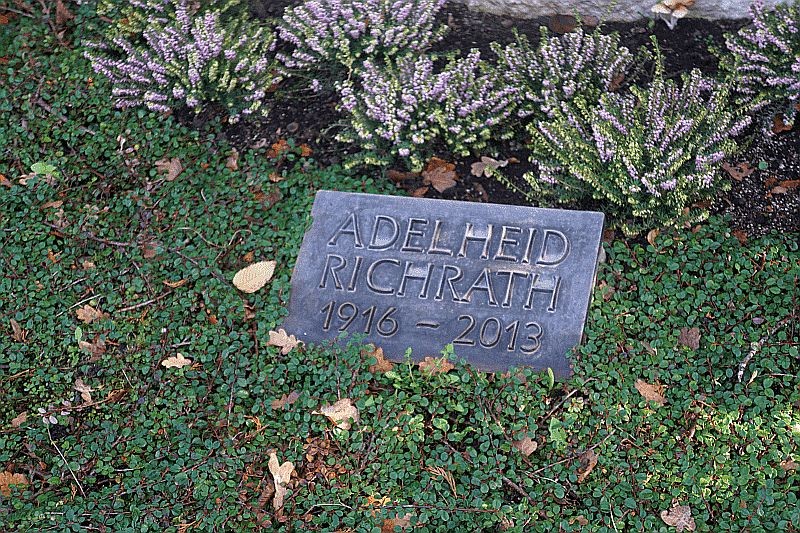 ADELHEID
RICHRATH
1916 ~ 2013